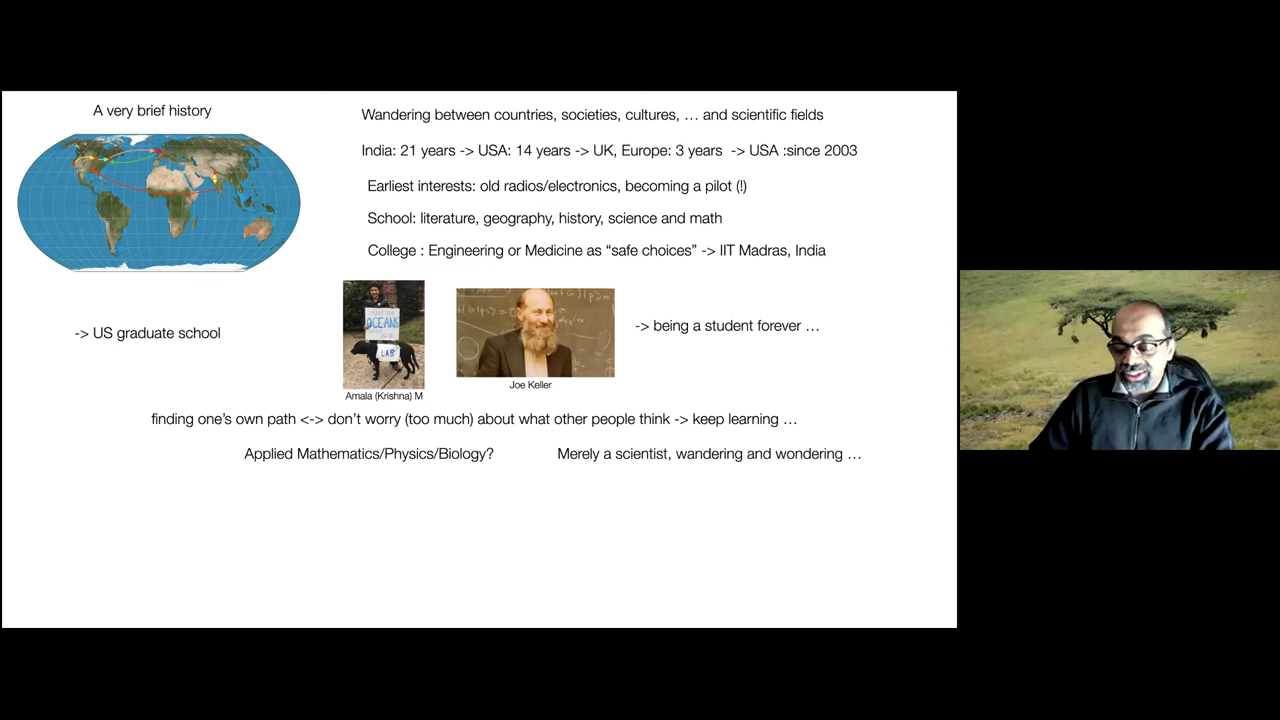 A very brief history
Wandering between countries, societies, cultures, … and scientific fields
India: 21 years -> USA: 14 years -> UK, Europe: 3 years -> USA :since 2003
Earliest interests: old radios/electronics, becoming a pilot (!)
School: literature, geography, history, science and math
College : Engineering or Medicine as “safe choices” -> IIT Madras, India
-> US graduate school
OCEANS
LAB
Amala (Krishna) M
Joe Keller
-> being a student forever …
finding one’s own path <-> don’t worry (too much) about what other people think -> keep learning …
Applied Mathematics/Physics/Biology?
Merely a scientist, wandering and wondering …